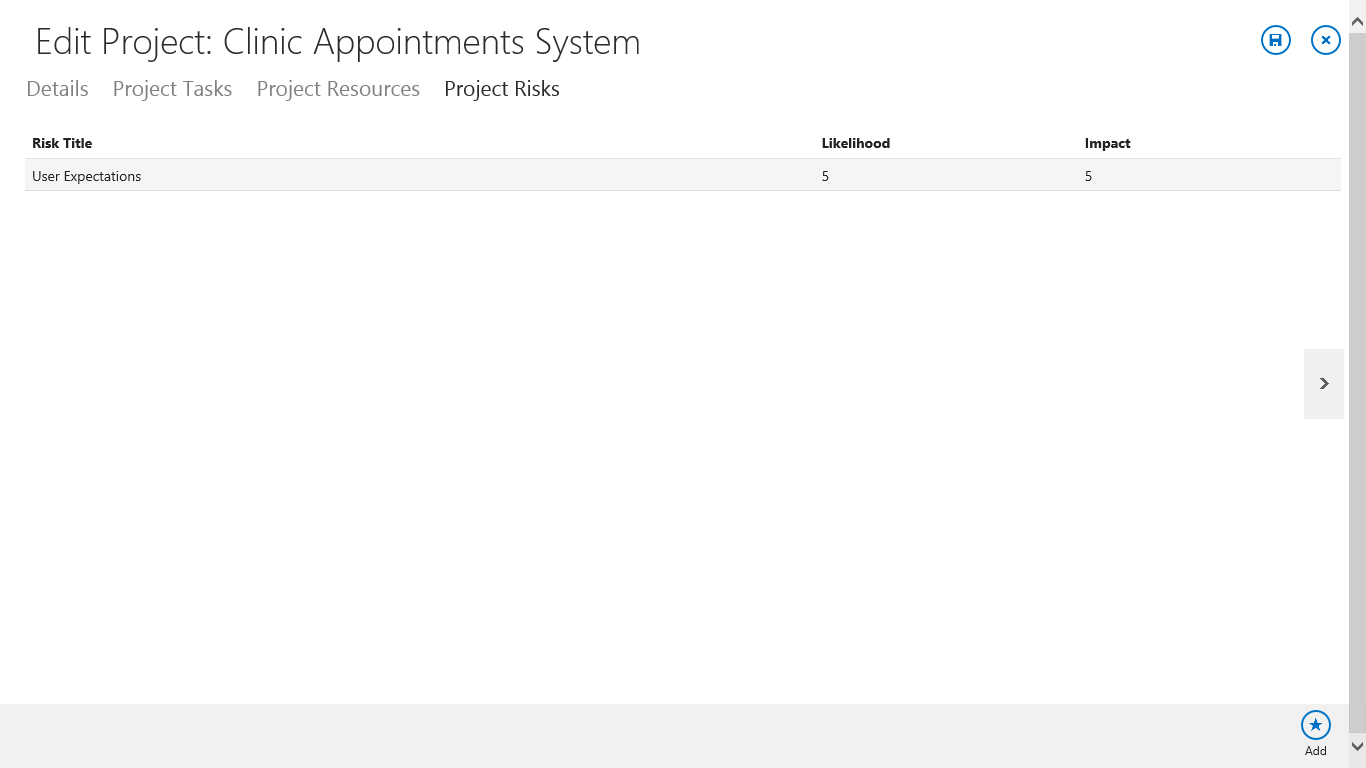 Edit Project: Clinic Appointments System
Details Project Tasks Project Resources Project Risks
Risk Title Likelihood Impact
User Expectations 5 5
Add